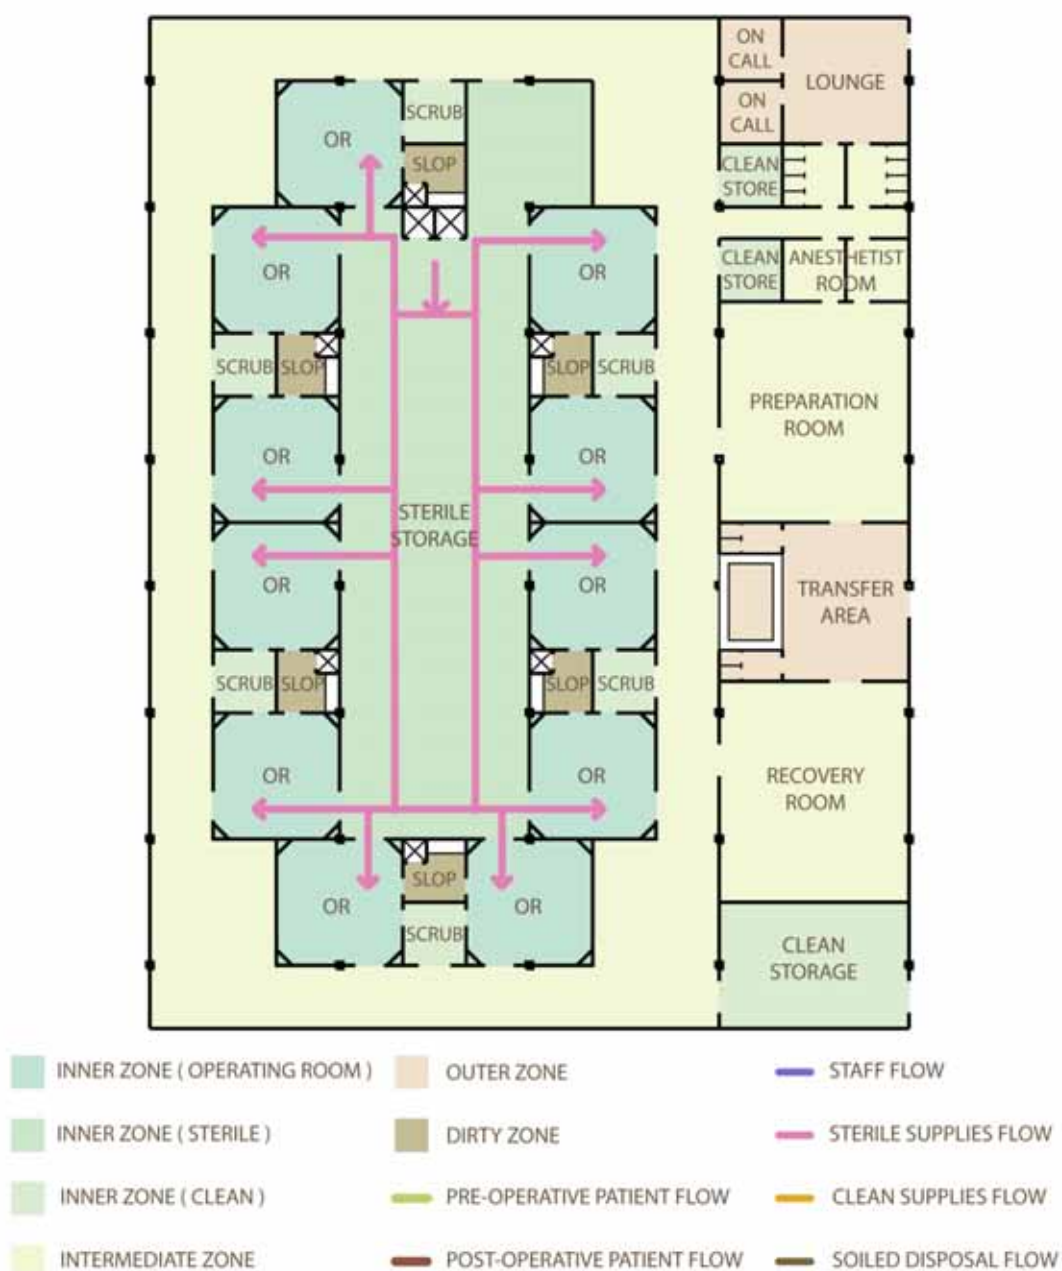 ON
CALL
LOUNGE
ON
CALL
SCRUB
OR
SLOP
CLEAN
STORE
CLEAN
STORE
ANESTHETIST
ROOM
OR
OR
SCRUB
SLOP
SLOP
SCRUB
PREPARATION
ROOM
OR
OR
STERILE
STORAGE
OR
OR
TRANSFER
AREA
SCRUB
SLOP
SLOP
SCRUB
OR
OR
RECOVERY
ROOM
SLOP
OR
OR
SCRUB
CLEAN
STORAGE
INNER ZONE ( OPERATING ROOM )
OUTER ZONE
STAFF FLOW
INNER ZONE ( STERILE )
DIRTY ZONE
STERILE SUPPLIES FLOW
INNER ZONE ( CLEAN )
PRE-OPERATIVE PATIENT FLOW
CLEAN SUPPLIES FLOW
INTERMEDIATE ZONE
POST-OPERATIVE PATIENT FLOW
SOILED DISPOSAL FLOW